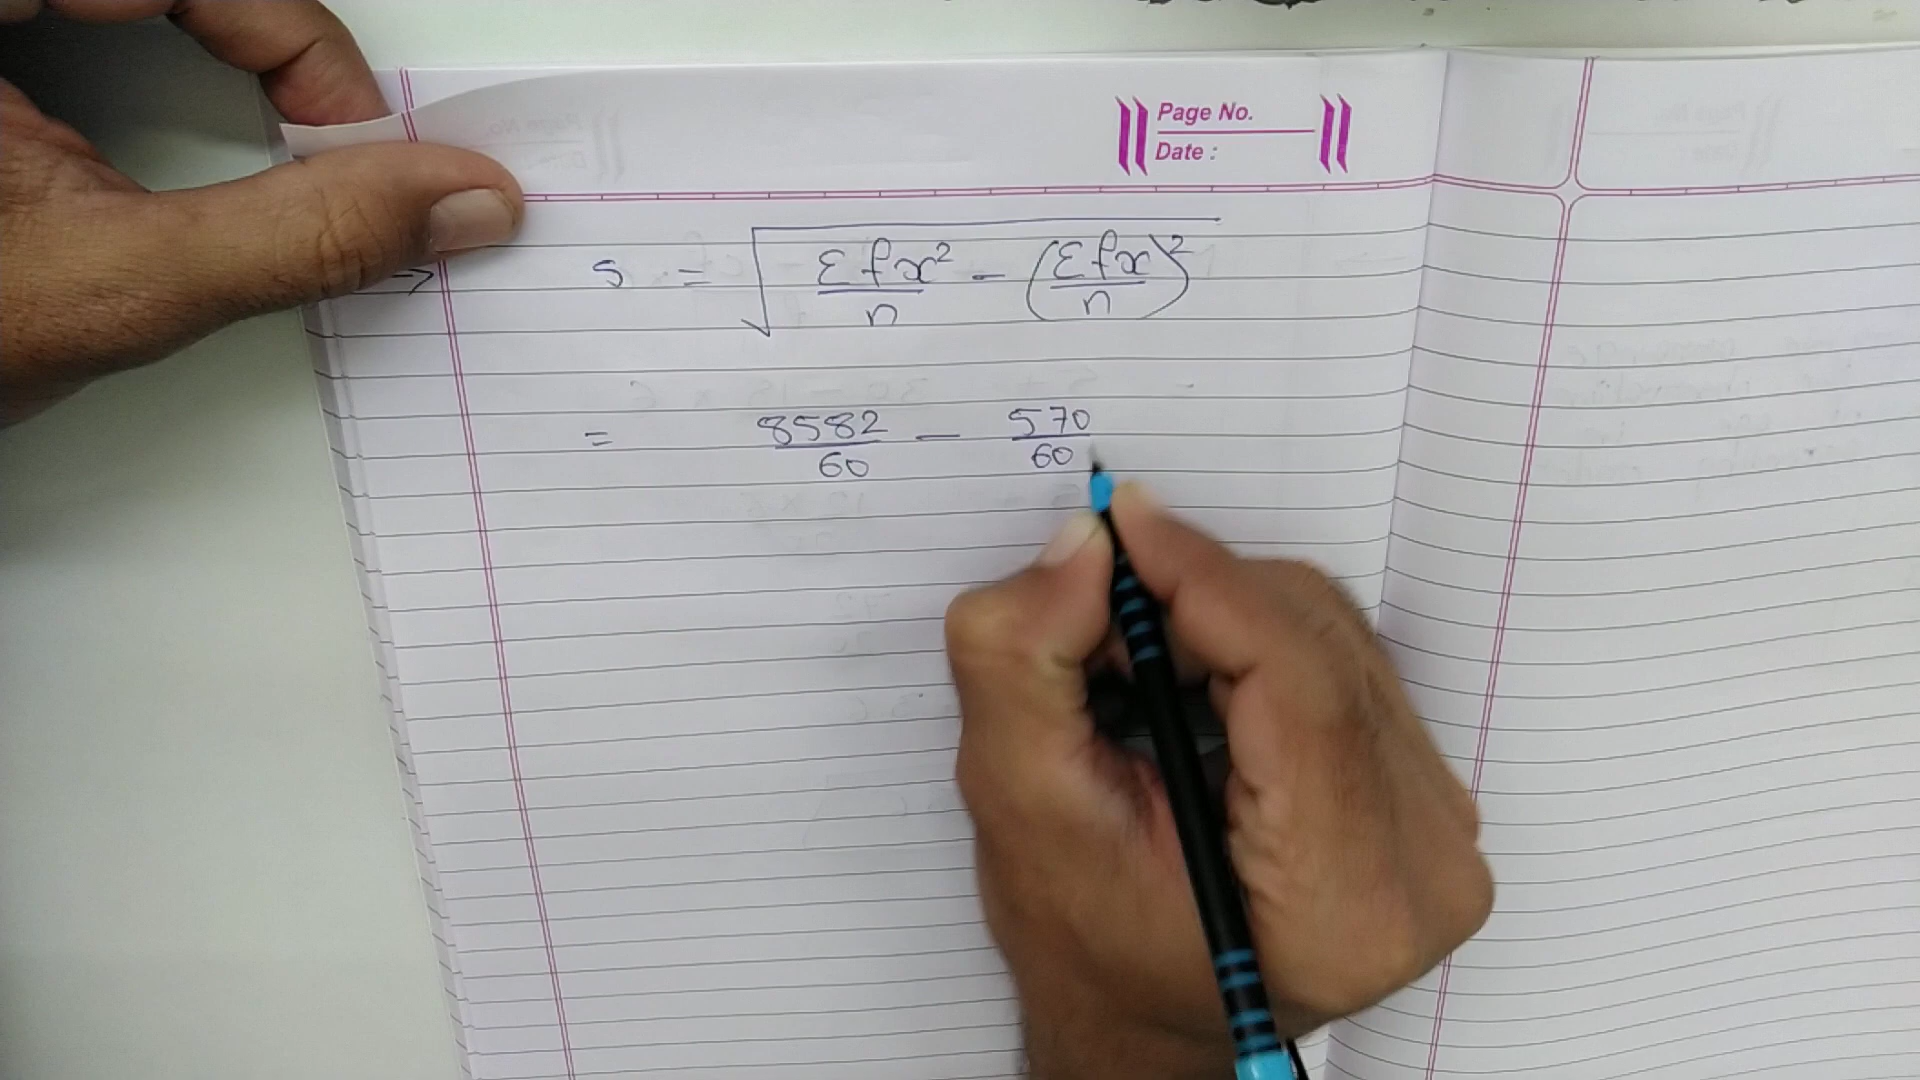 Page No.
Date :
s = √(Σfx²/n - (Σfx/n)²)
= 8582/60 - 570/60